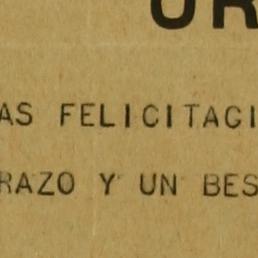 UR
AS FELICITACI
RAZO Y UN BES